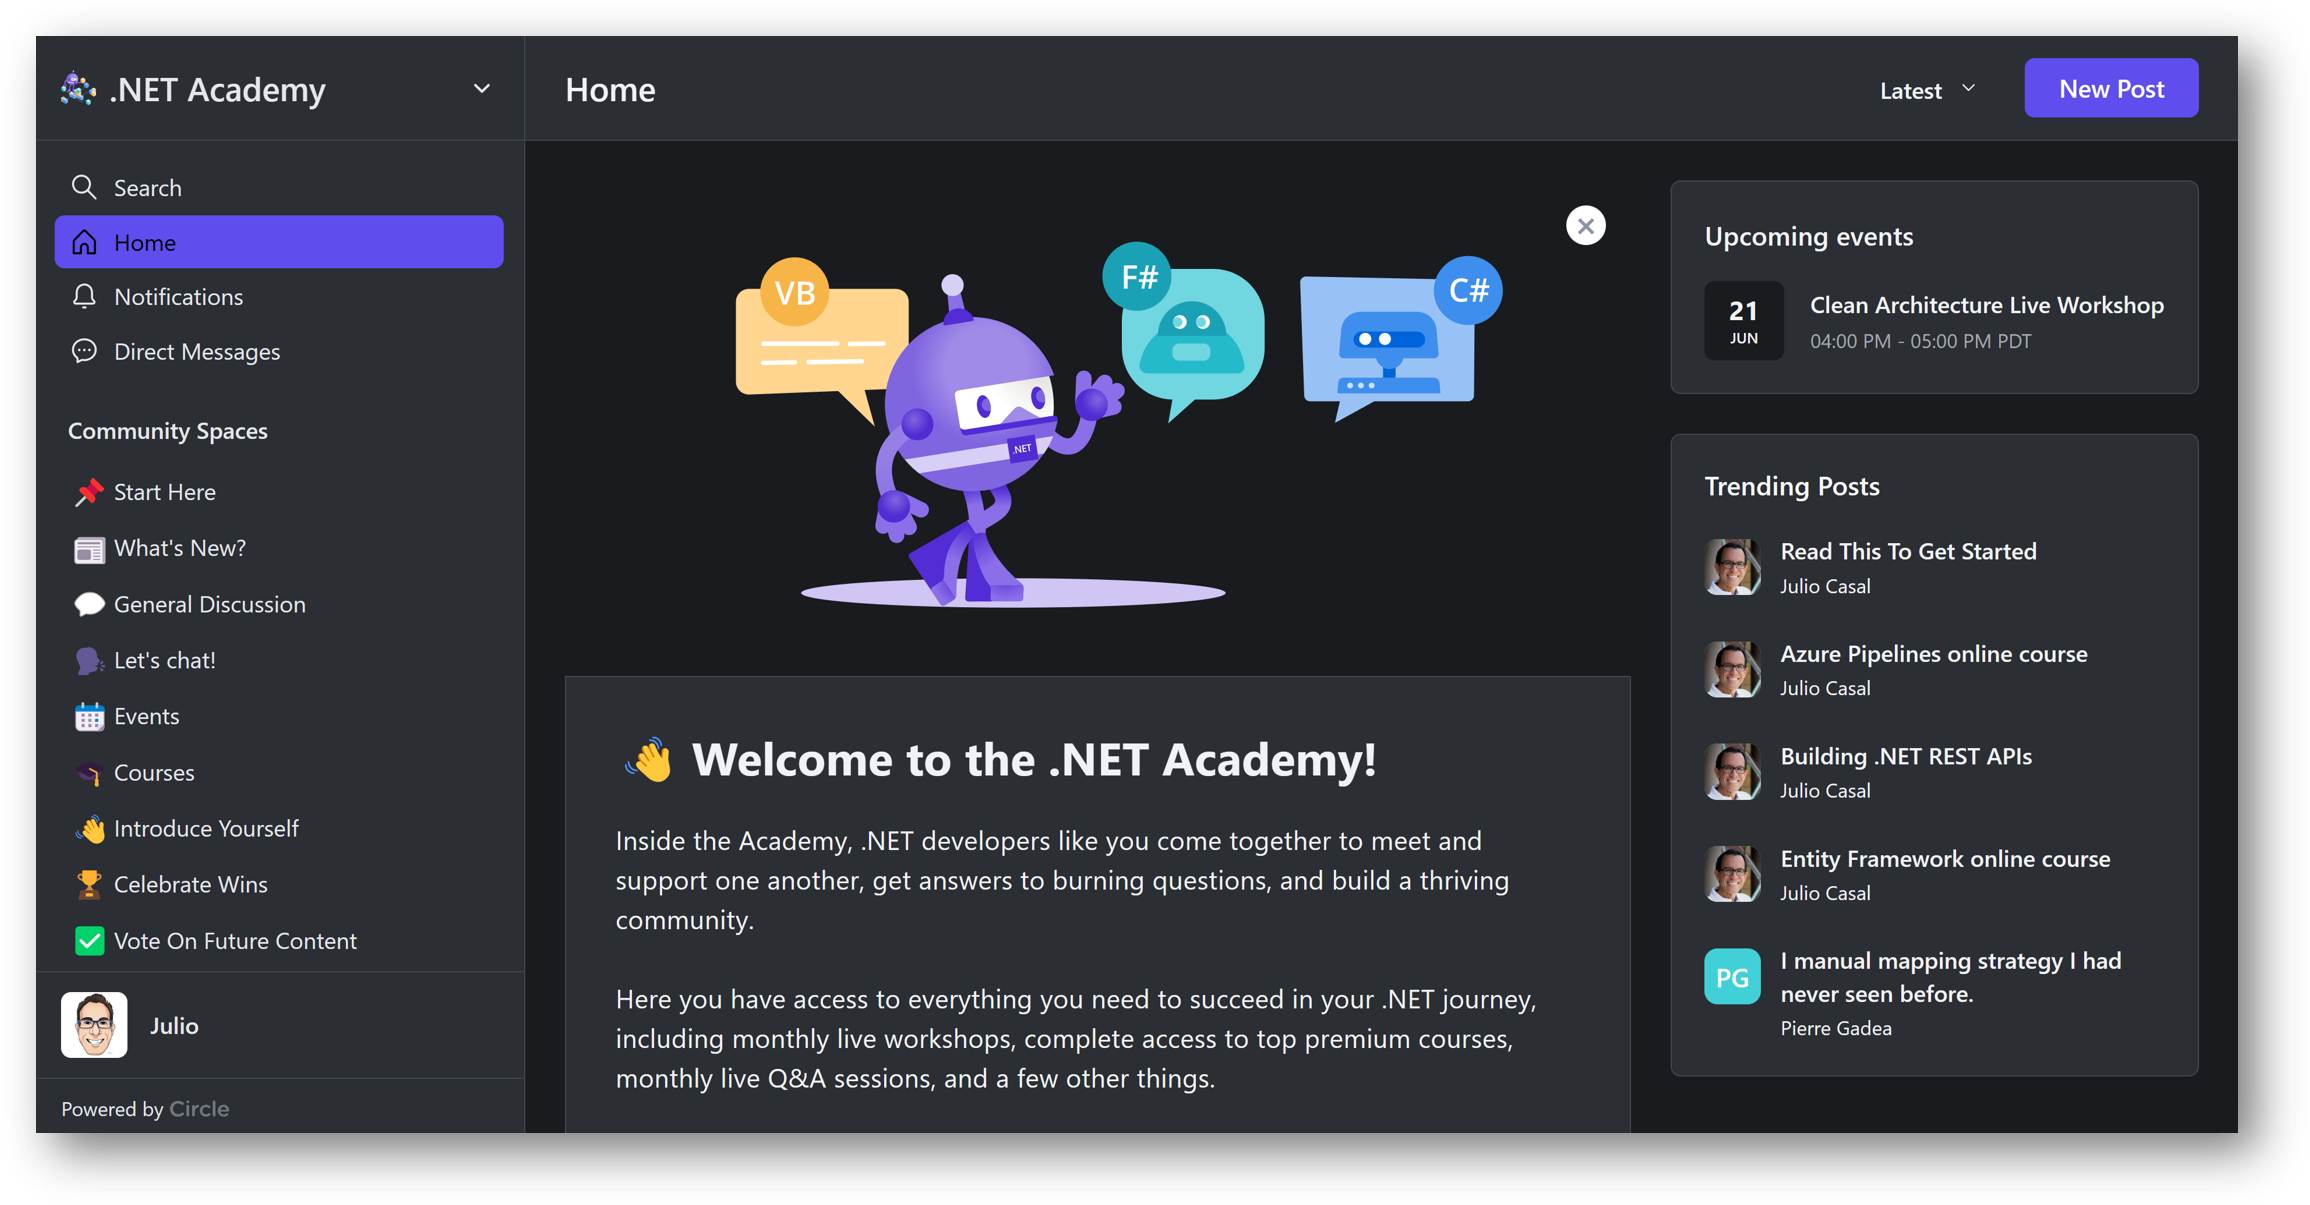 .NET Academy
Home
Latest
New Post
Search
Home
Notifications
Direct Messages
Community Spaces
Start Here
What's New?
General Discussion
Let's chat!
Events
Courses
Introduce Yourself
Celebrate Wins
Vote On Future Content
Julio
Powered by Circle
VB
F#
C#
.NET
Welcome to the .NET Academy!
Inside the Academy, .NET developers like you come together to meet and
support one another, get answers to burning questions, and build a thriving
community.
Here you have access to everything you need to succeed in your .NET journey,
including monthly live workshops, complete access to top premium courses,
monthly live Q&A sessions, and a few other things.
Upcoming events
21
JUN
Clean Architecture Live Workshop
04:00 PM - 05:00 PM PDT
Trending Posts
Read This To Get Started
Julio Casal
Azure Pipelines online course
Julio Casal
Building .NET REST APIs
Julio Casal
Entity Framework online course
Julio Casal
PG
I manual mapping strategy I had
never seen before.
Pierre Gadea